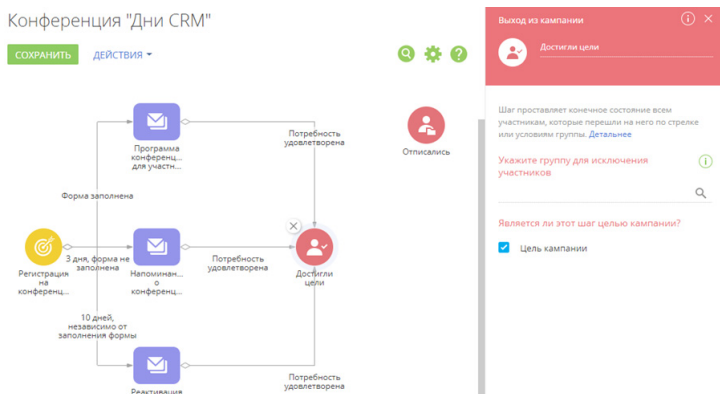 Конференция "Дни CRM"
СОХРАНИТЬ
ДЕЙСТВИЯ
Потребность
удовлетворена
Программа
конференц...
для участн...
Отписались
Форма заполнена
3 дня, форма не
заполнена
Потребность
удовлетворена
Регистрация
на
конференц...
Напоминан...
о
конференц...
Достигли
цели
10 дней,
независимо от
заполнения формы
Потребность
удовлетворена
Реактивация
Выход из кампании
Достигли цели
Шаг проставляет конечное состояние всем
участникам, которые перешли на него по стрелке
или условиям группы. Детальнее
Укажите группу для исключения
участников
Является ли этот шаг целью кампании?
Цель кампании